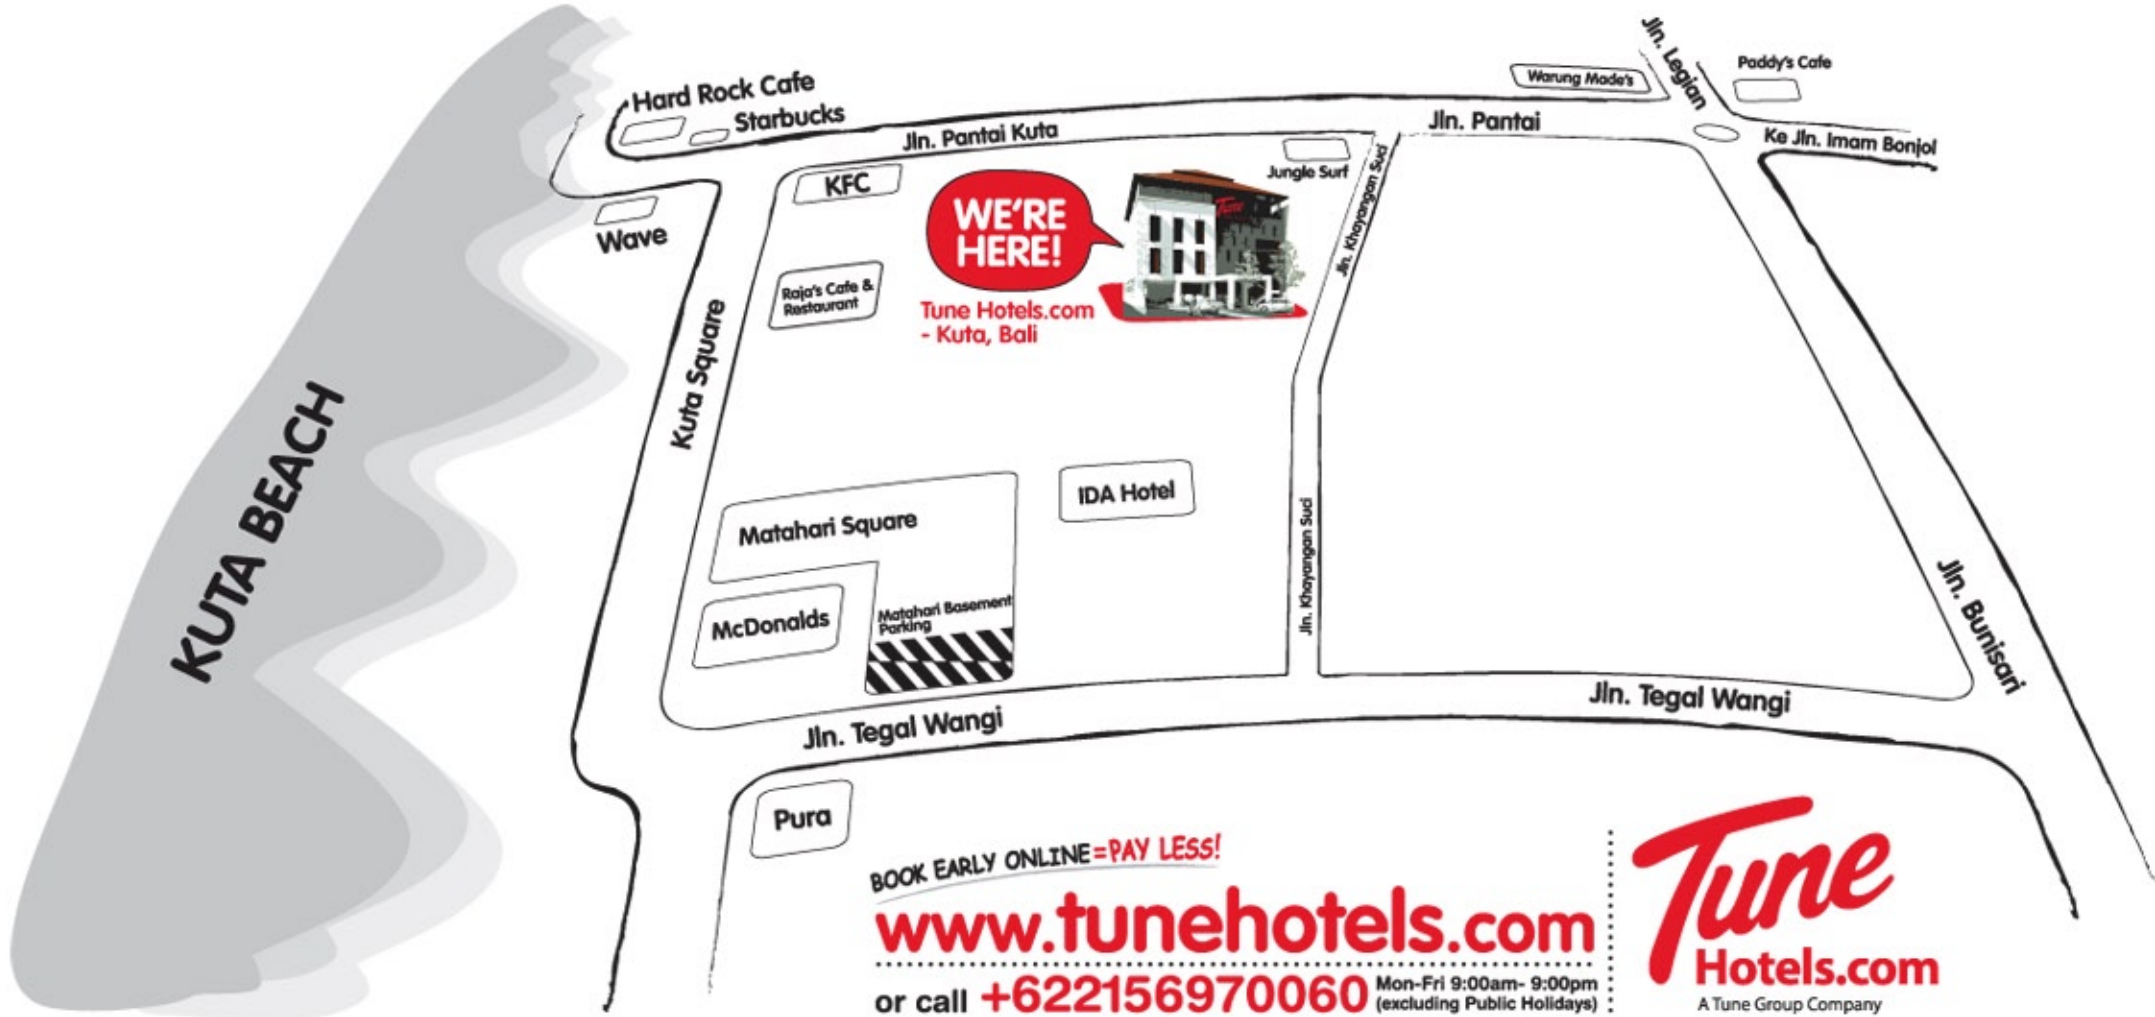 Jln. Legian
Paddy's Cafe
Warung Made's
Hard Rock Cafe
Starbucks
Jln. Pantai Kuta
Jln. Pantai
Ke Jln. Imam Bonjol
KFC
Jungle Surf
Jln. Khayangan Suci
WE'RE
HERE!
Tune
Wave
Raja's Cafe &
Restaurant
Tune Hotels.com
- Kuta, Bali
Kuta Square
KUTA BEACH
IDA Hotel
Matahari Square
Jln. Khayangan Suci
McDonalds
Matahari Basement
Parking
Jln. Bunisari
Jln. Tegal Wangi
Jln. Tegal Wangi
Pura
BOOK EARLY ONLINE=PAY LESS!
www.tunehotels.com
or call +622156970060 Mon-Fri 9:00am- 9:00pm
(excluding Public Holidays)
Tune
Hotels.com
A Tune Group Company